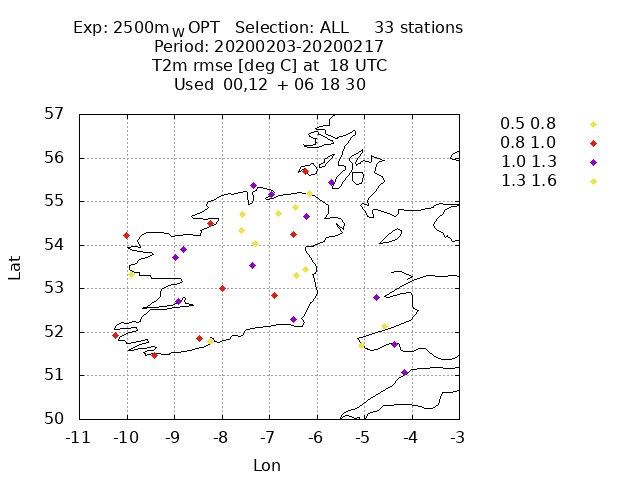 Exp: 2500m_W OPT   Selection: ALL     33 stations
Period: 20200203-20200217
T2m rmse [deg C] at  18 UTC
Used  00,12  + 06 18 30
57
56
55
54
53
52
51
50
-11 -10 -9 -8 -7 -6 -5 -4 -3
Lat
Lon
0.5 0.8
0.8 1.0
1.0 1.3
1.3 1.6